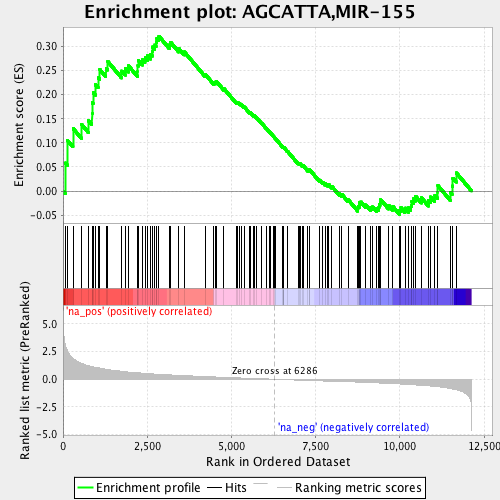 Enrichment plot: AGCATTA,MIR-155
Enrichment score (ES)
0.30
0.25
0.20
0.15
0.10
0.05
0.00
-0.05
'na_pos' (positively correlated)
Ranked list metric (PreRanked)
5.0
2.5
0.0
-2.5
-5.0
Zero cross at 6286
'na_neg' (negatively correlated)
0
2,500
5,000
7,500
10,000
12,500
Rank in Ordered Dataset
Enrichment profile
Hits
Ranking metric scores